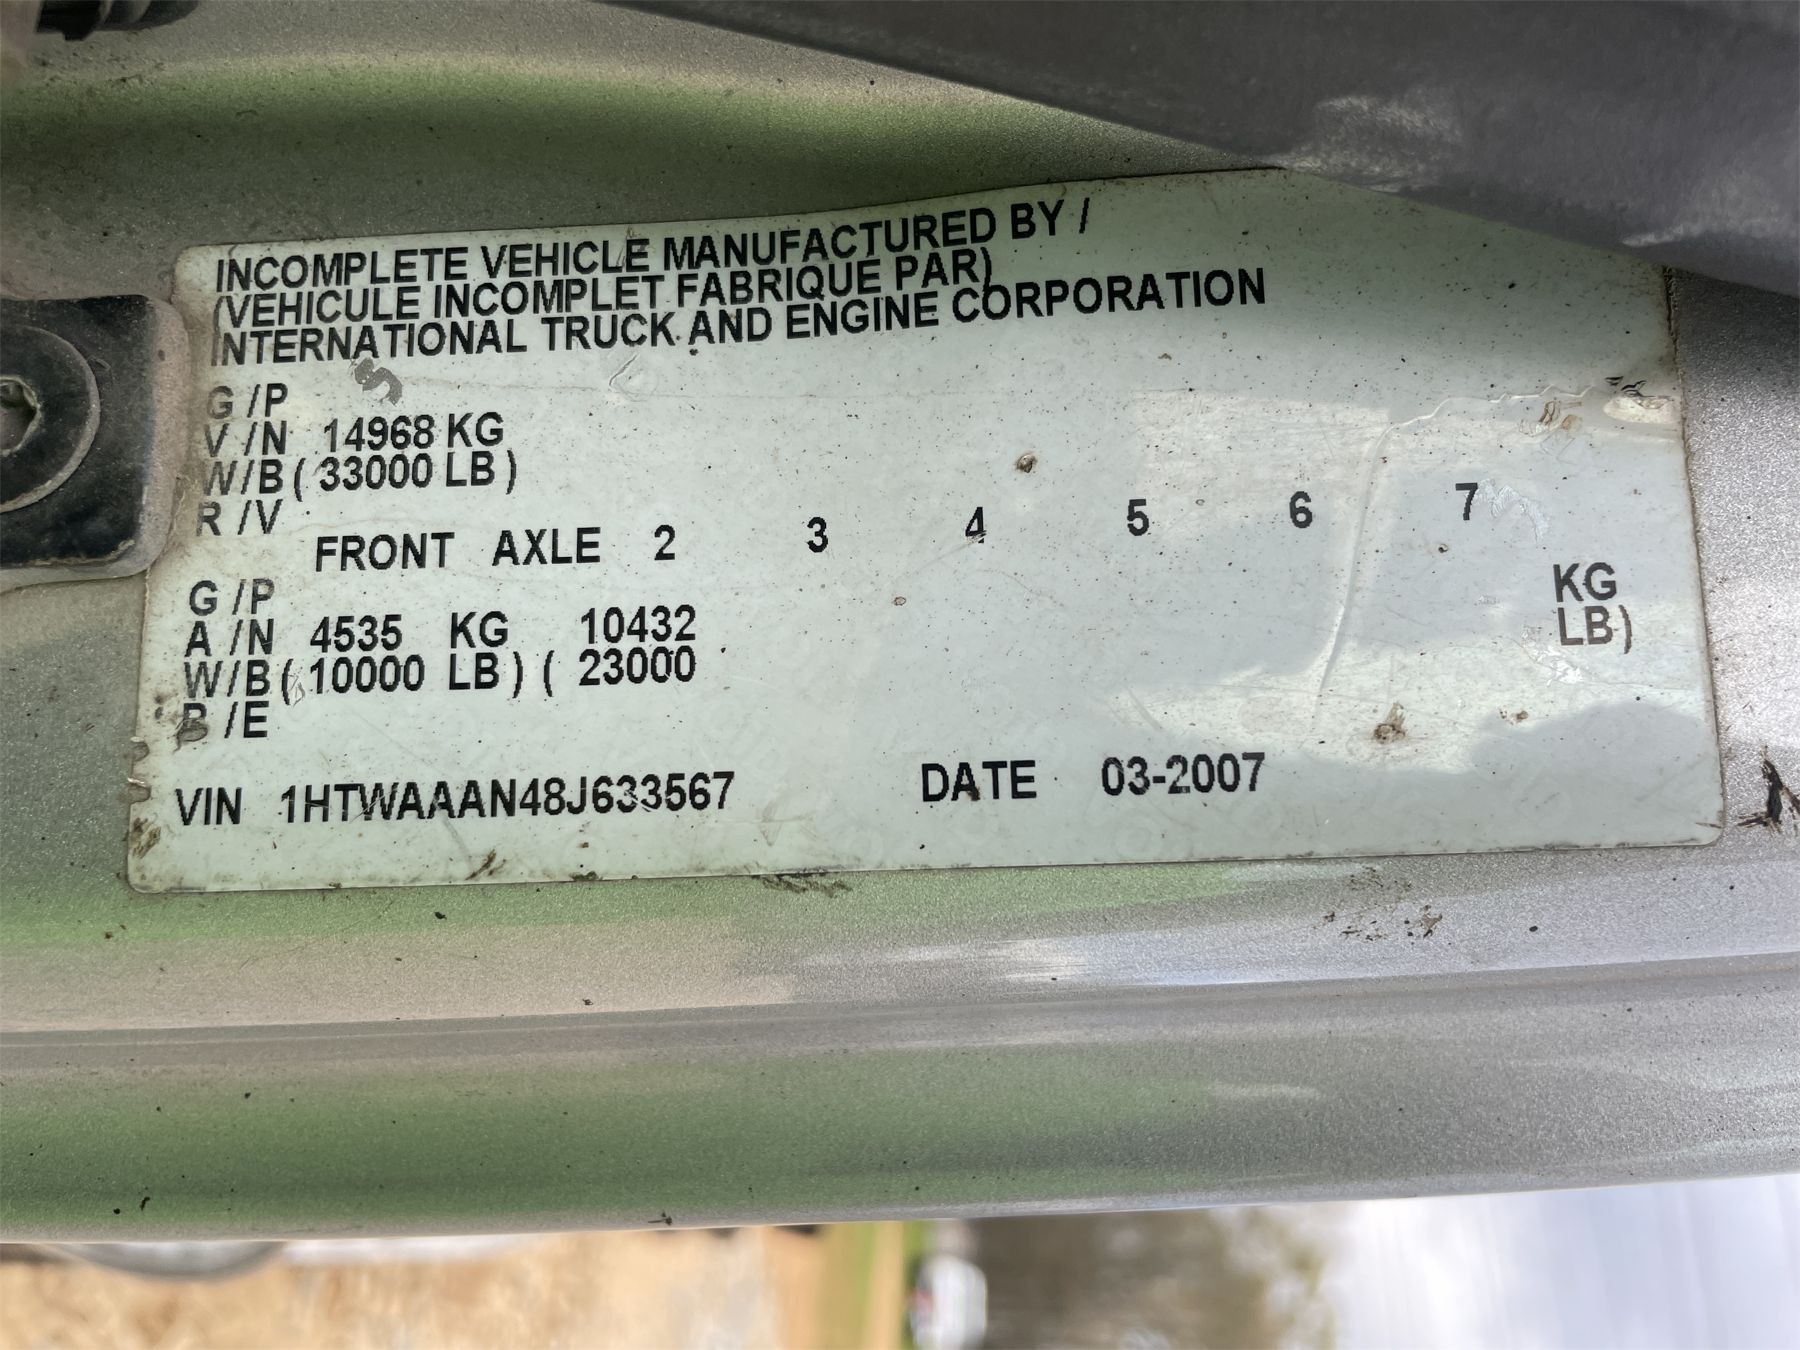 INCOMPLETE VEHICLE MANUFACTURED BY /
(VEHICULE INCOMPLET FABRIQUE PAR)
INTERNATIONAL TRUCK AND ENGINE CORPORATION
G /P
V /N 14968 KG
W/B ( 33000 LB )
R /V
FRONT AXLE 2 3 4 5 6 7
G /P
A /N 4535 KG 10432 KG
W/B ( 10000 LB ) ( 23000 LB)
B /E
VIN 1HTWAAAN48J633567 DATE 03-2007